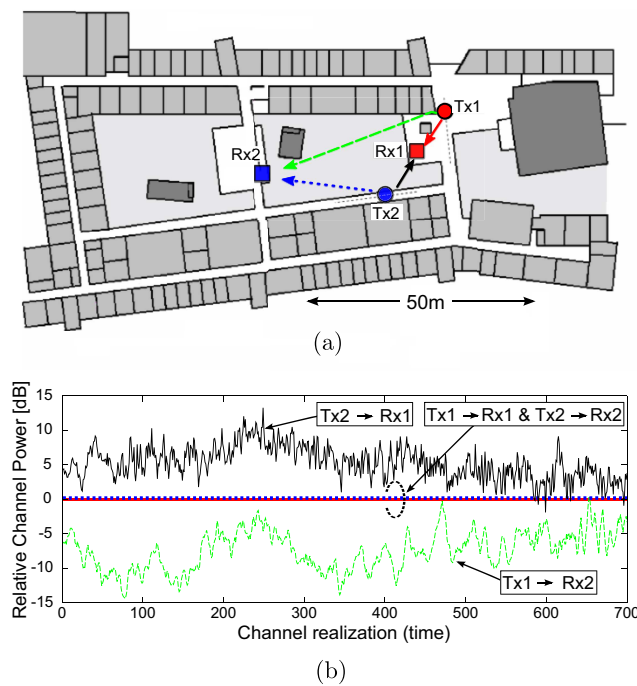 Tx1
Rx1
Rx2
Tx2
50m
(a)
Relative Channel Power [dB]
15
10
5
0
-5
-10
-15
Tx2 → Rx1
Tx1 → Rx1 & Tx2 → Rx2
Tx1 → Rx2
0 100 200 300 400 500 600 700
Channel realization (time)
(b)